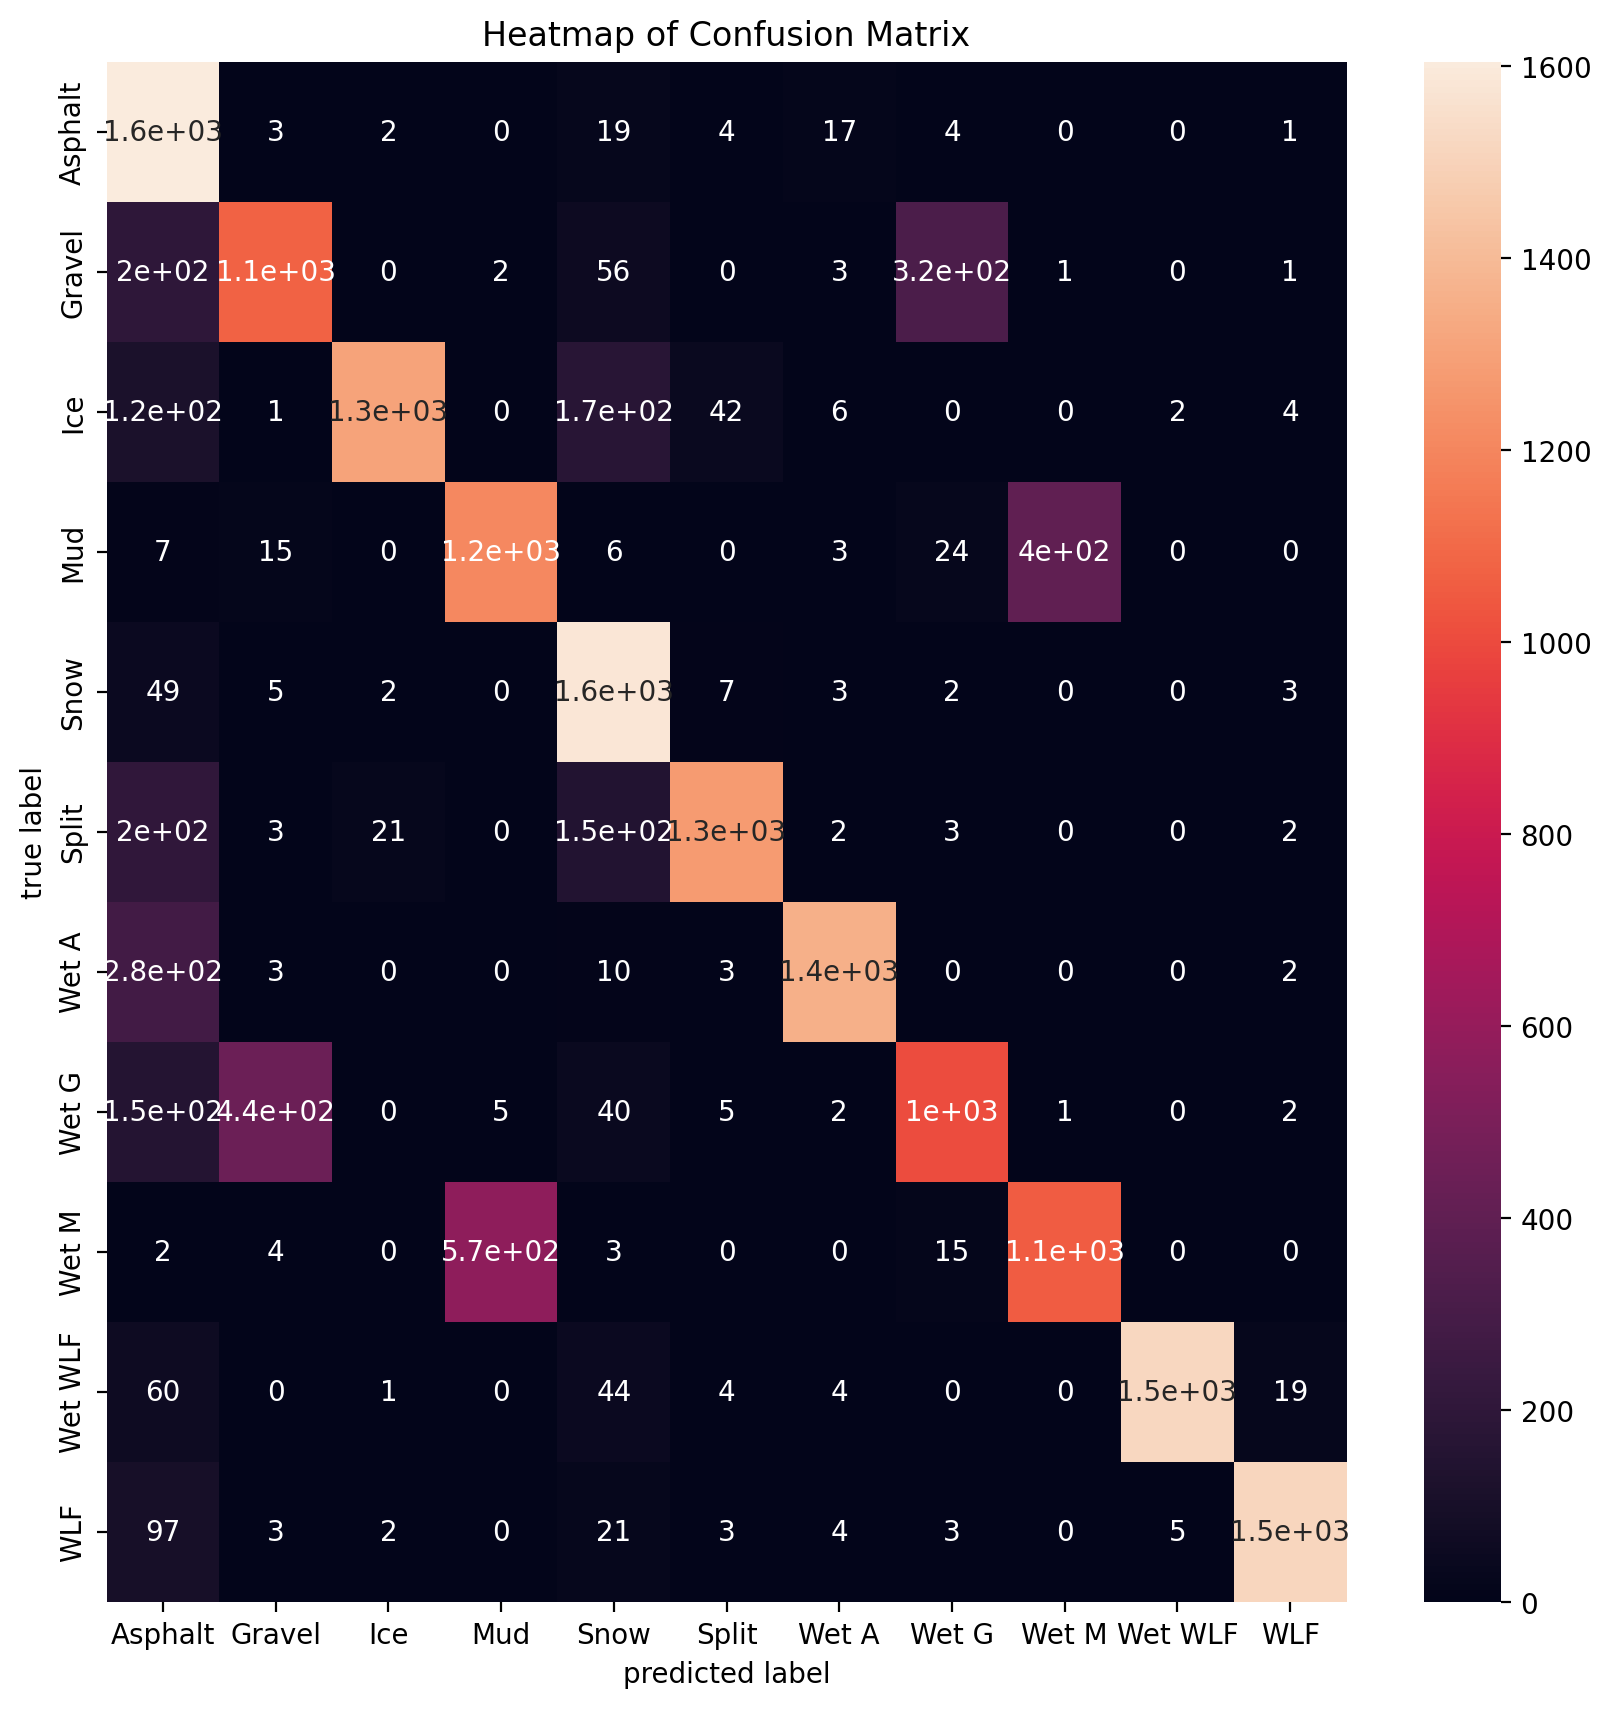 Heatmap of Confusion Matrix
Asphalt 1.6e+03 3 2 0 19 4 17 4 0 0 1
Gravel 2e+02 1.1e+03 0 2 56 0 3 3.2e+02 1 0 1
Ice 1.2e+02 1 1.3e+03 0 1.7e+02 42 6 0 0 2 4
Mud 7 15 0 1.2e+03 6 0 3 24 4e+02 0 0
Snow 49 5 2 0 1.6e+03 7 3 2 0 0 3
Split 2e+02 3 21 0 1.5e+02 1.3e+03 2 3 0 0 2
Wet A 2.8e+02 3 0 0 10 3 1.4e+03 0 0 0 2
Wet G 1.5e+02 4.4e+02 0 5 40 5 2 1e+03 1 0 2
Wet M 2 4 0 5.7e+02 3 0 0 15 1.1e+03 0 0
Wet WLF 60 0 1 0 44 4 4 0 0 1.5e+03 19
WLF 97 3 2 0 21 3 4 3 0 5 1.5e+03
Asphalt Gravel Ice Mud Snow Split Wet A Wet G Wet M Wet WLF WLF
predicted label
true label
1600
1400
1200
1000
800
600
400
200
0